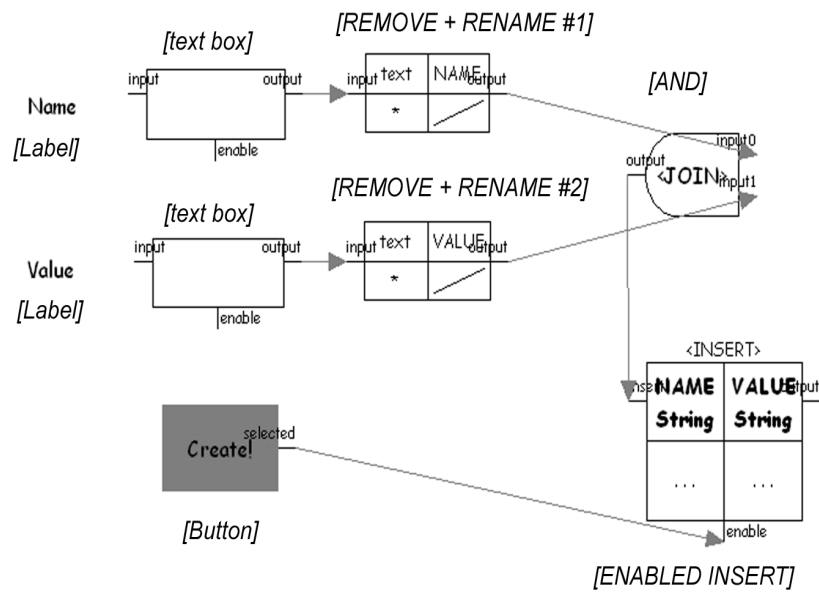 [REMOVE + RENAME #1]
[text box]
input
output
input
text
NAME
output
*
Name
[Label]
enable
[AND]
input0
output
<JOIN>
input1
[REMOVE + RENAME #2]
[text box]
input
output
input
text
VALUE
output
*
Value
[Label]
enable
<INSERT>
insert
NAME
String
VALUE
String
output
...
...
enable
selected
Create!
[Button]
[ENABLED INSERT]